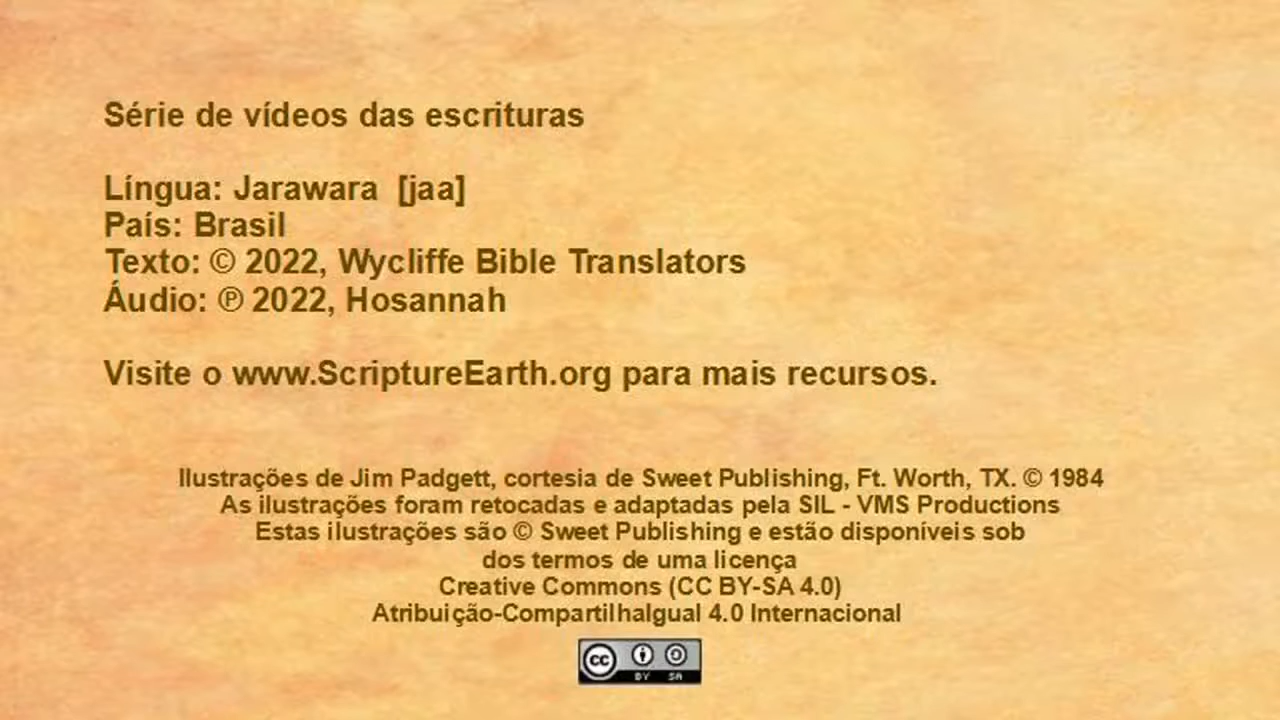 Série de vídeos das escrituras
Língua: Jarawara [jaa]
País: Brasil
Texto: © 2022, Wycliffe Bible Translators
Áudio: ℗ 2022, Hosannah
Visite o www.ScriptureEarth.org para mais recursos.
Ilustrações de Jim Padgett, cortesia de Sweet Publishing, Ft. Worth, TX. © 1984
As ilustrações foram retocadas e adaptadas pela SIL - VMS Productions
Estas ilustrações são © Sweet Publishing e estão disponíveis sob
dos termos de uma licença
Creative Commons (CC BY-SA 4.0)
Atribuição-CompartilhaIgual 4.0 Internacional
cc BY SA